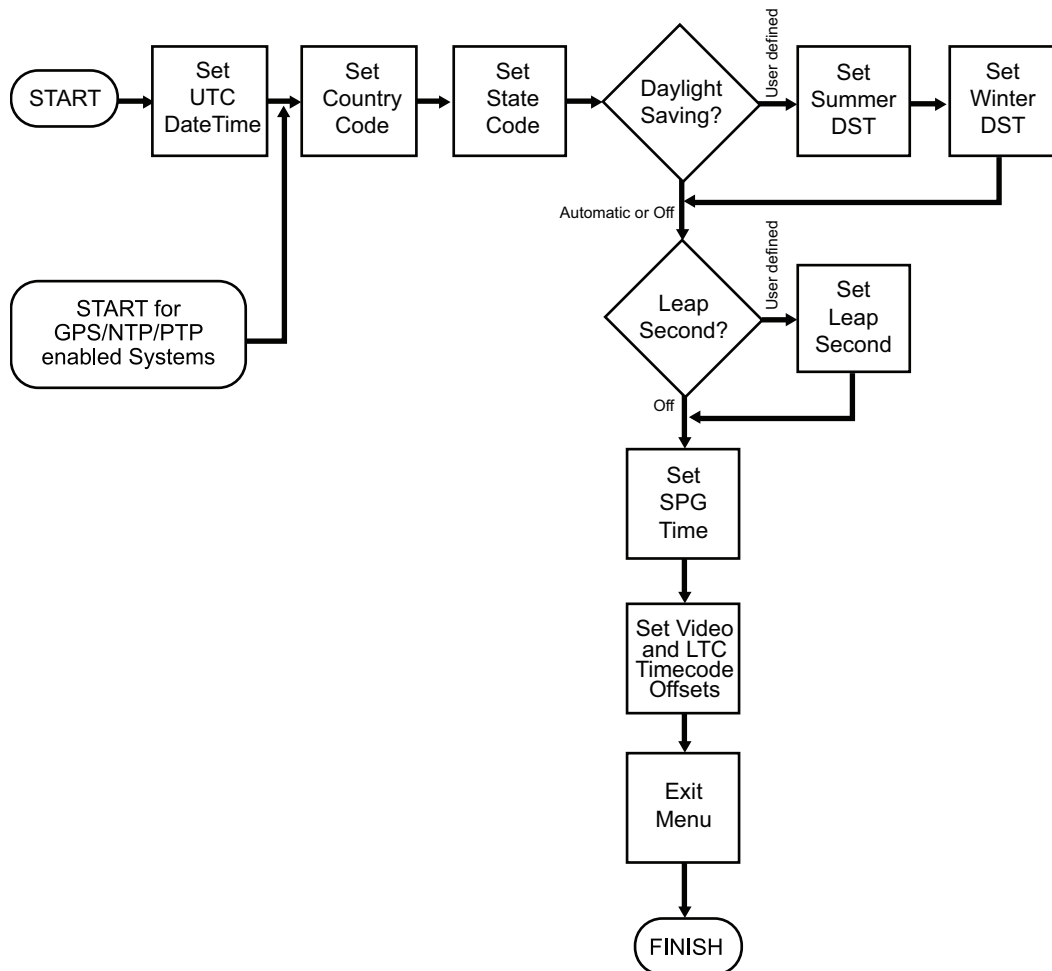 START
Set
UTC
DateTime
Set
Country
Code
Set
State
Code
Daylight
Saving?
User defined
Set
Summer
DST
Set
Winter
DST
Automatic or Off
START for
GPS/NTP/PTP
enabled Systems
Leap
Second?
User defined
Set
Leap
Second
Off
Set
SPG
Time
Set Video
and LTC
Timecode
Offsets
Exit
Menu
FINISH